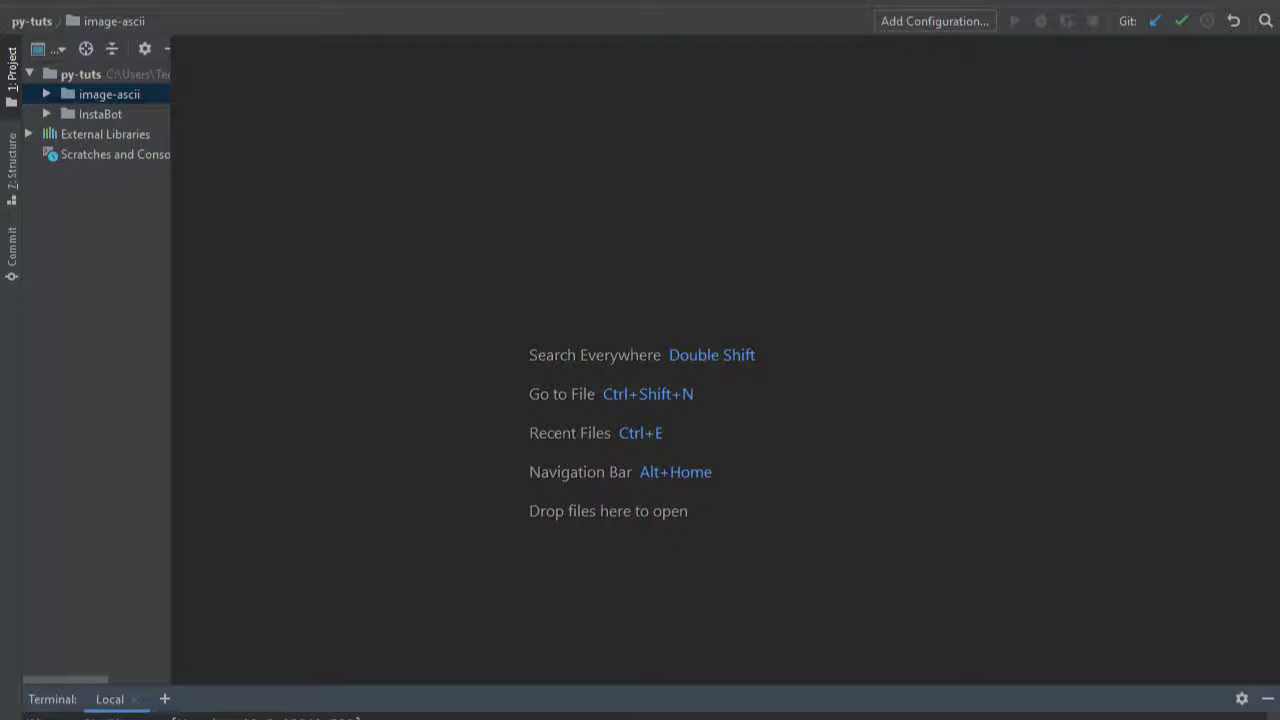 py-tuts image-ascii Add Configuration... Git:
...
1: Project
py-tuts C:\Users\Te
image-ascii
InstaBot
External Libraries
Scratches and Conso
Z: Structure
Commit
Search Everywhere Double Shift
Go to File Ctrl+Shift+N
Recent Files Ctrl+E
Navigation Bar Alt+Home
Drop files here to open
Terminal: Local +